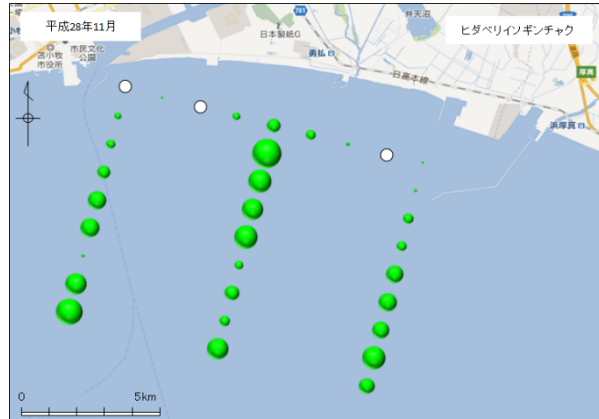 平成28年11月
ヒダベリイソギンチャク
弁天沼
日本製紙G
市民文化
公園
苫小牧
市役所
勇払
日高本線
厚真
浜厚真
0
5km